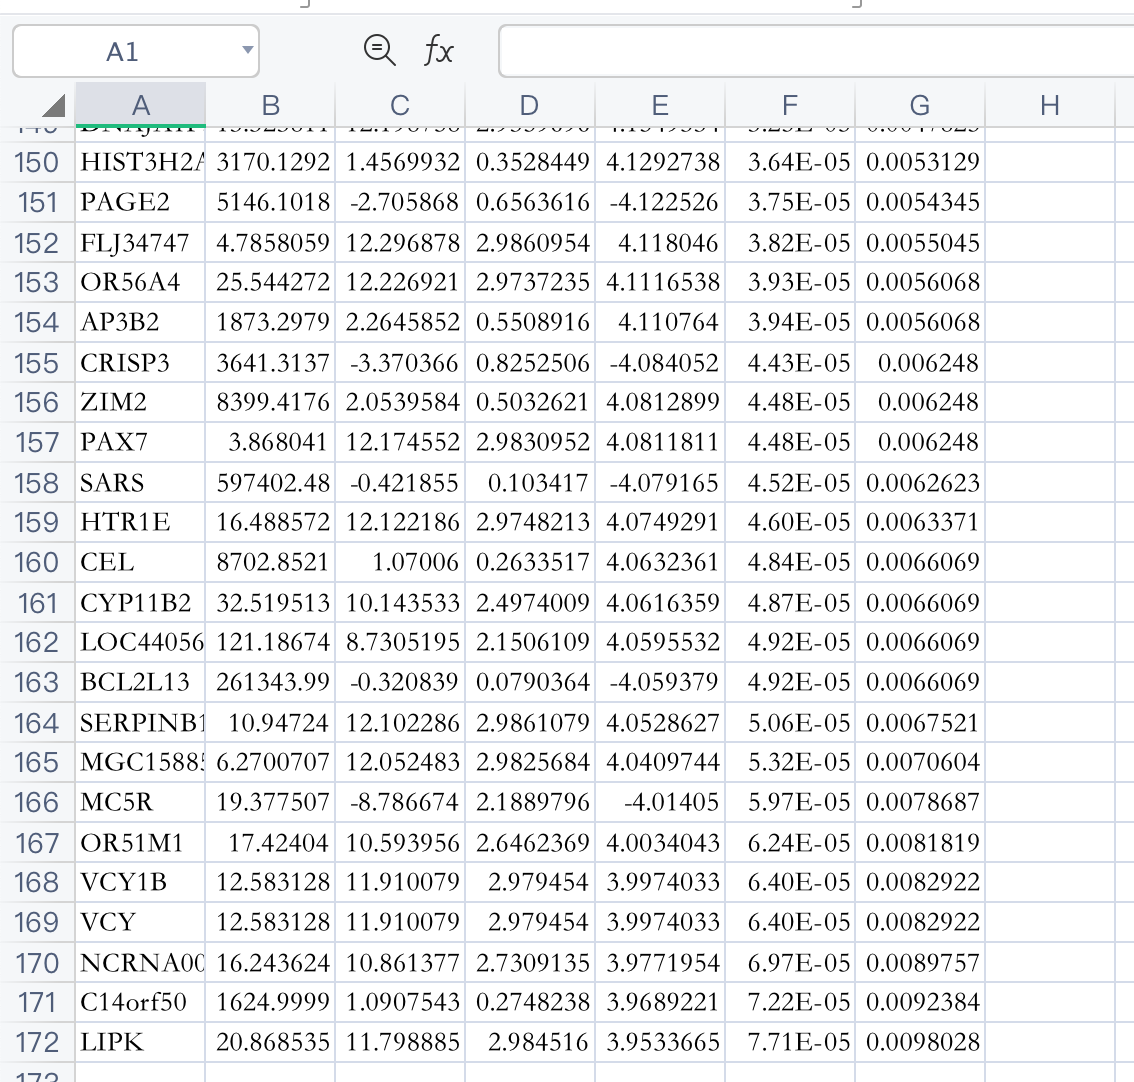 A1 fx
A B C D E F G H
150 HIST3H2A 3170.1292 1.4569932 0.3528449 4.1292738 3.64E-05 0.0053129
151 PAGE2 5146.1018 -2.705868 0.6563616 -4.122526 3.75E-05 0.0054345
152 FLJ34747 4.7858059 12.296878 2.9860954 4.118046 3.82E-05 0.0055045
153 OR56A4 25.544272 12.226921 2.9737235 4.1116538 3.93E-05 0.0056068
154 AP3B2 1873.2979 2.2645852 0.5508916 4.110764 3.94E-05 0.0056068
155 CRISP3 3641.3137 -3.370366 0.8252506 -4.084052 4.43E-05 0.006248
156 ZIM2 8399.4176 2.0539584 0.5032621 4.0812899 4.48E-05 0.006248
157 PAX7 3.868041 12.174552 2.9830952 4.0811811 4.48E-05 0.006248
158 SARS 597402.48 -0.421855 0.103417 -4.079165 4.52E-05 0.0062623
159 HTR1E 16.488572 12.122186 2.9748213 4.0749291 4.60E-05 0.0063371
160 CEL 8702.8521 1.07006 0.2633517 4.0632361 4.84E-05 0.0066069
161 CYP11B2 32.519513 10.143533 2.4974009 4.0616359 4.87E-05 0.0066069
162 LOC44056 121.18674 8.7305195 2.1506109 4.0595532 4.92E-05 0.0066069
163 BCL2L13 261343.99 -0.320839 0.0790364 -4.059379 4.92E-05 0.0066069
164 SERPINB1 10.94724 12.102286 2.9861079 4.0528627 5.06E-05 0.0067521
165 MGC15885 6.2700707 12.052483 2.9825684 4.0409744 5.32E-05 0.0070604
166 MC5R 19.377507 -8.786674 2.1889796 -4.01405 5.97E-05 0.0078687
167 OR51M1 17.42404 10.593956 2.6462369 4.0034043 6.24E-05 0.0081819
168 VCY1B 12.583128 11.910079 2.979454 3.9974033 6.40E-05 0.0082922
169 VCY 12.583128 11.910079 2.979454 3.9974033 6.40E-05 0.0082922
170 NCRNA00 16.243624 10.861377 2.7309135 3.9771954 6.97E-05 0.0089757
171 C14orf50 1624.9999 1.0907543 0.2748238 3.9689221 7.22E-05 0.0092384
172 LIPK 20.868535 11.798885 2.984516 3.9533665 7.71E-05 0.0098028